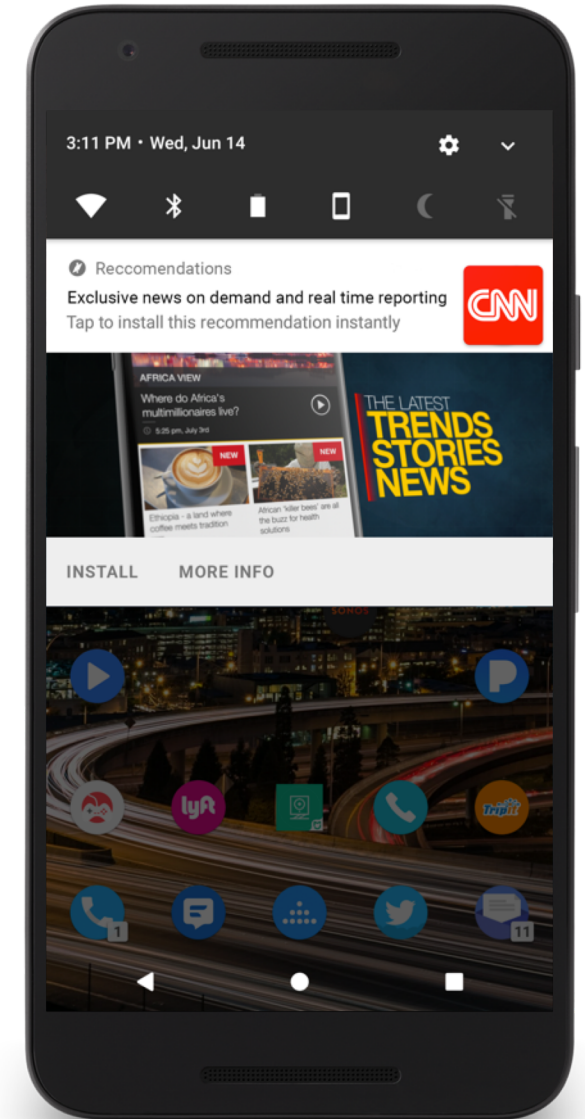 3:11 PM • Wed, Jun 14
Reccomendations
Exclusive news on demand and real time reporting
Tap to install this recommendation instantly
CNN
AFRICA VIEW
Where do Africa's
multimillionaires live?
5:25 pm, July 3rd
NEW
NEW
Ethiopia - a land where
coffee meets tradition
African 'killer bees' are all
the buzz for health
solutions
THE LATEST
TRENDS
STORIES
NEWS
INSTALL MORE INFO
SONOS
lyft
TripIt
1
11